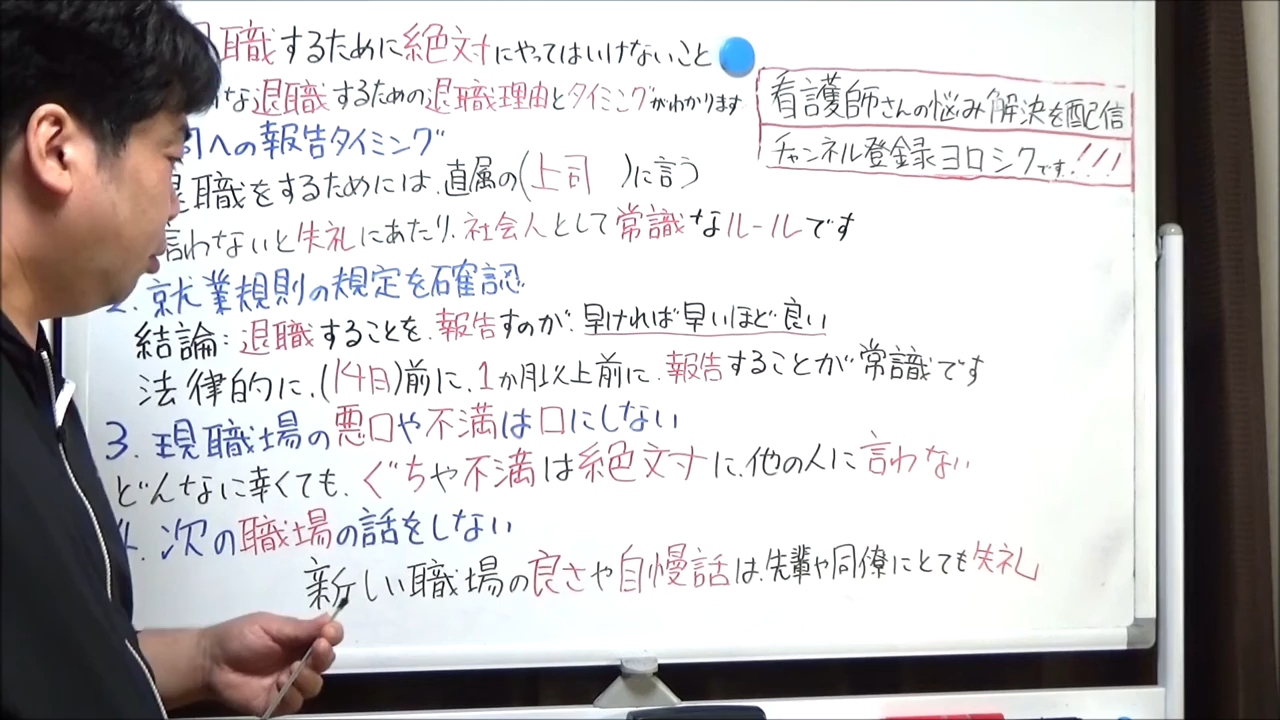 職するために絶対にやってはいけないこと
な退職するための退職理由とタイミングがわかります
への報告タイミング
退職をするためには、直属の(上司 )に言う
言わないと失礼にあたり、社会人として常識なルールです
2. 就業規則の規定を確認
結論:退職することを、報告すのが、早ければ早いほど良い
法律的に、(14日)前に、1か月以上前に、報告することが常識です
3. 現職場の悪口や不満は口にしない
どんなに幸くても、ぐちや不満は絶対に、他の人に言わない
4. 次の職場の話をしない
新しい職場の良さや自慢話は、先輩や同僚にとても失礼
看護師さんの悩み解決を配信
チャンネル登録ヨロシクです!!!